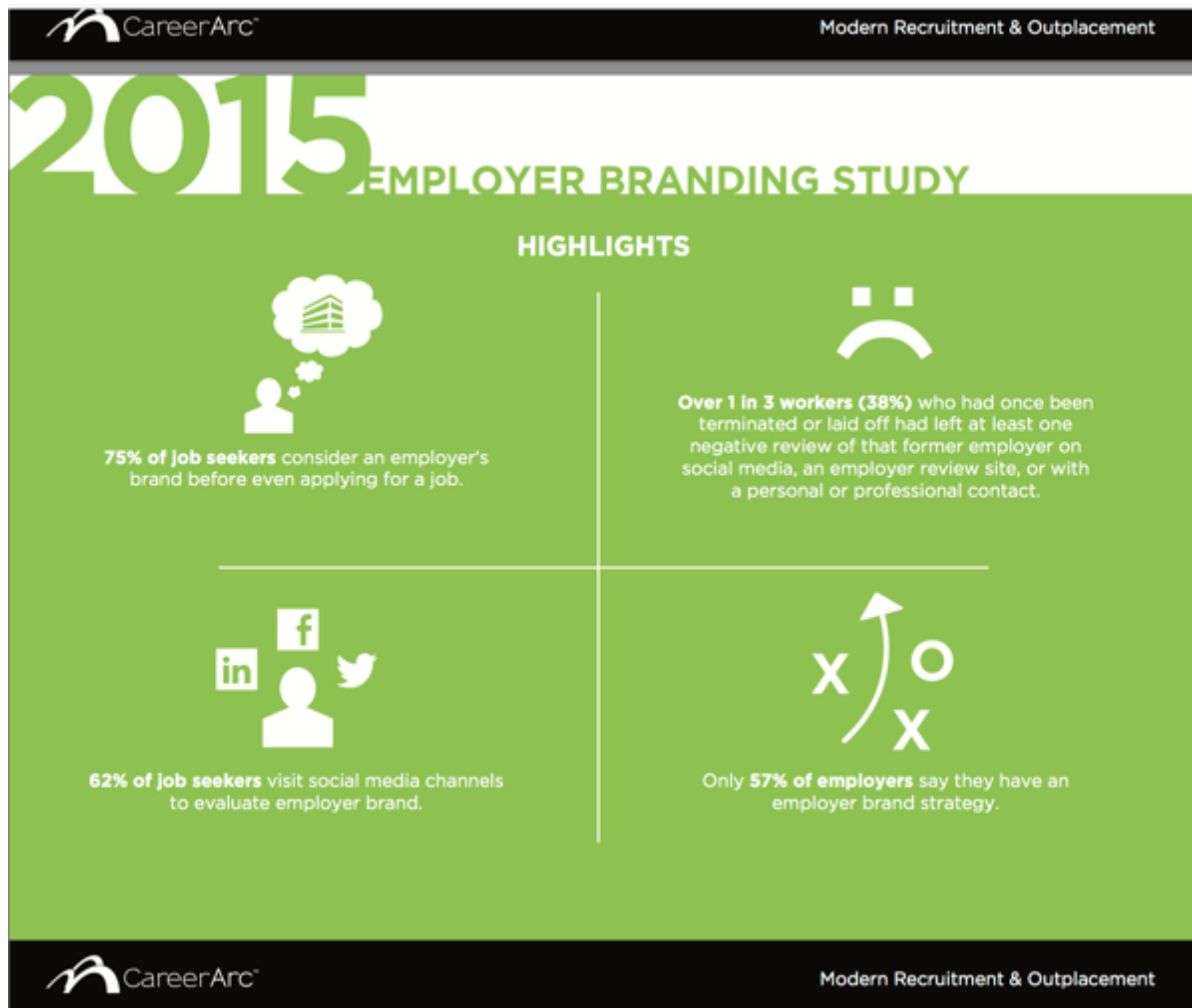 CareerArc™
Modern Recruitment & Outplacement
2015
EMPLOYER BRANDING STUDY
HIGHLIGHTS
75% of job seekers consider an employer's
brand before even applying for a job.
Over 1 in 3 workers (38%) who had once been
terminated or laid off had left at least one
negative review of that former employer on
social media, an employer review site, or with
a personal or professional contact.
f
in
62% of job seekers visit social media channels
to evaluate employer brand.
X
O
X
Only 57% of employers say they have an
employer brand strategy.
CareerArc™
Modern Recruitment & Outplacement